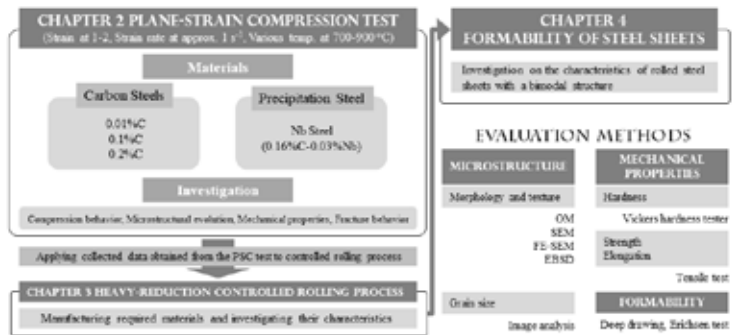 CHAPTER 2 PLANE-STRAIN COMPRESSION TEST
(Strain at 1-2, Strain rate at approx. 1 s⁻¹, Various temp. at 700-900 °C)
Materials
Carbon Steels
0.01%C
0.1%C
0.2%C
Precipitation Steel
Nb Steel
(0.16%C-0.03%Nb)
Investigation
Compression behavior, Microstructural evolution, Mechanical properties, Fracture behavior
Applying collected data obtained from the PSC test to controlled rolling process
CHAPTER 3 HEAVY-REDUCTION CONTROLLED ROLLING PROCESS
Manufacturing required materials and investigating their characteristics
CHAPTER 4
FORMABILITY OF STEEL SHEETS
Investigation on the characteristics of rolled steel
sheets with a bimodal structure
EVALUATION METHODS
MICROSTRUCTURE
Morphology and texture
OM
SEM
FE-SEM
EBSD
Grain size
Image analysis
MECHANICAL
PROPERTIES
Hardness
Vickers hardness tester
Strength
Elongation
Tensile test
FORMABILITY
Deep drawing, Erichsen test